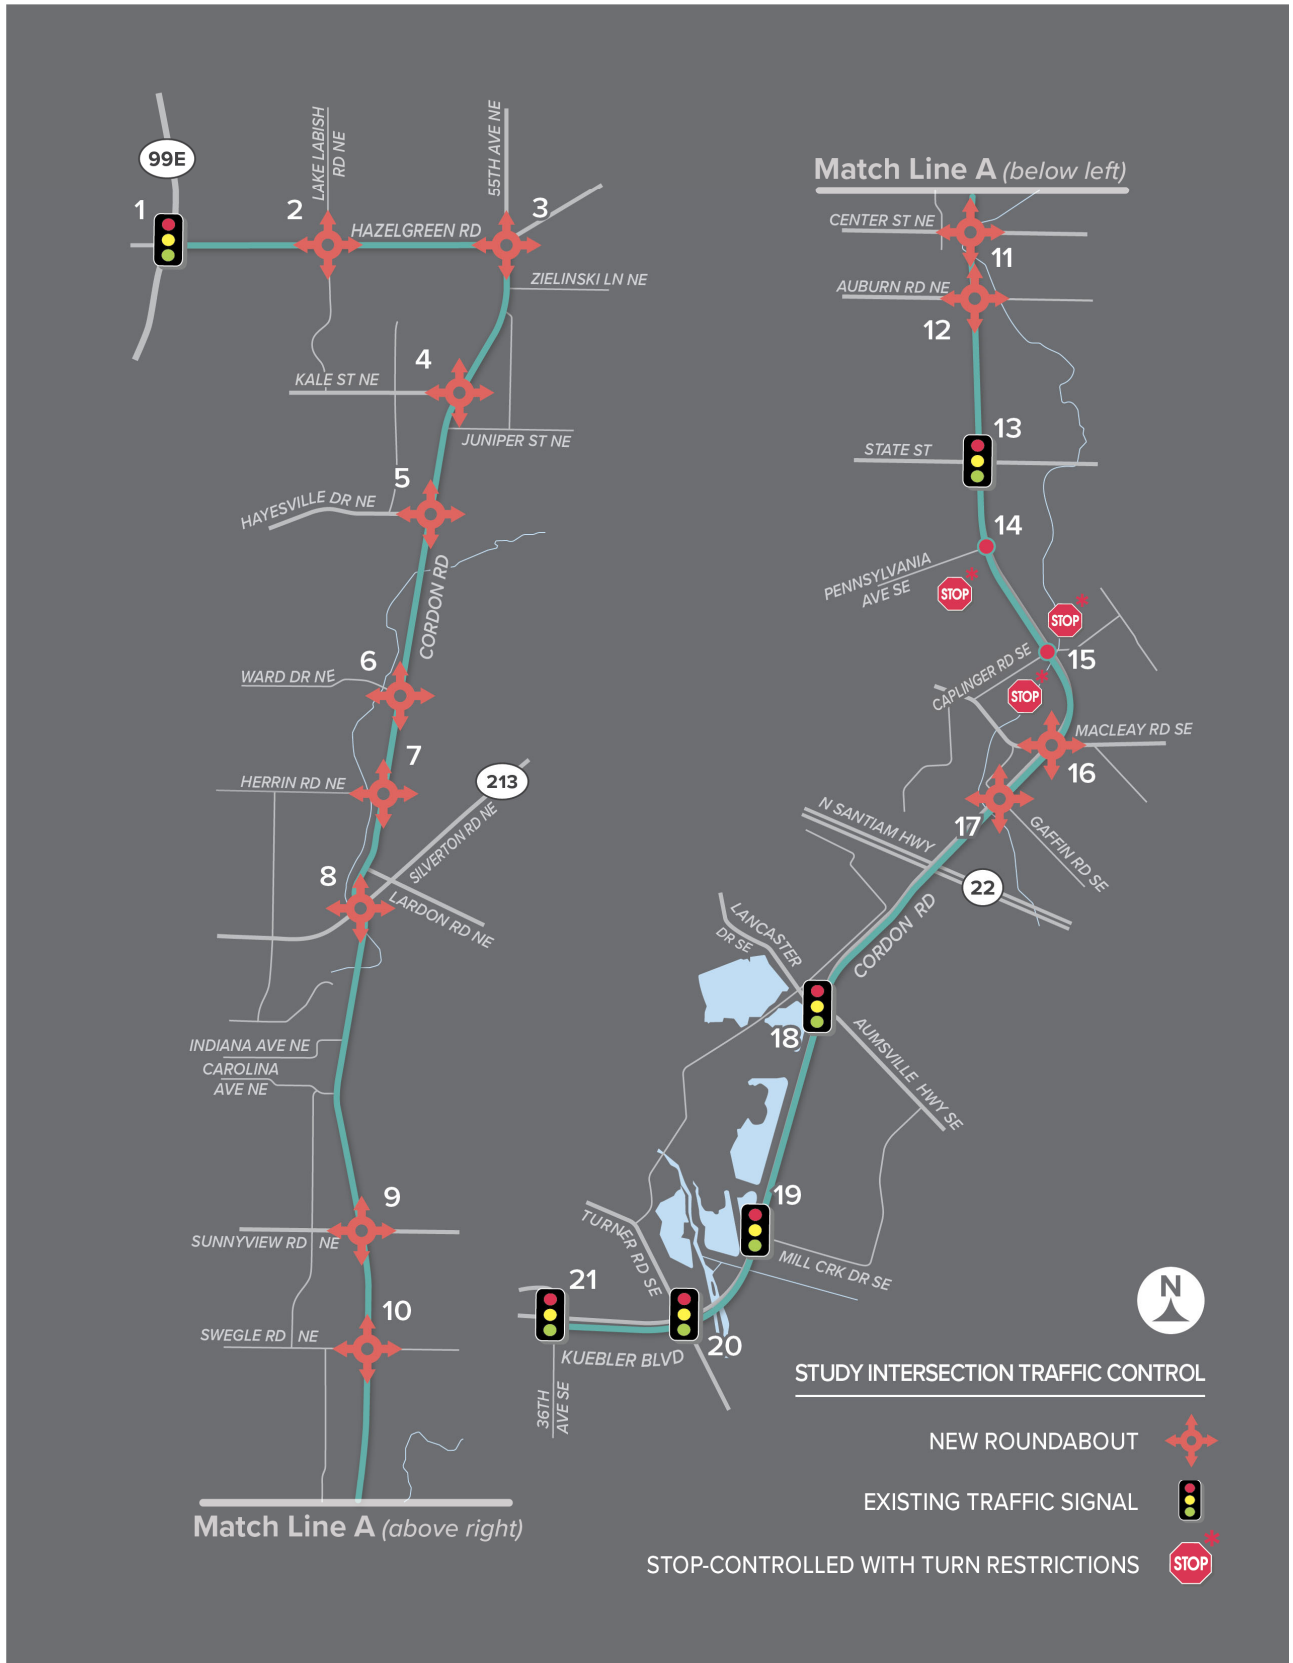 99E
1
LAKE LABISH
RD NE
2
HAZELGREEN RD
55TH AVE NE
3
ZIELINSKI LN NE
4
KALE ST NE
JUNIPER ST NE
5
HAYESVILLE DR NE
CORDON RD
6
WARD DR NE
7
HERRIN RD NE
213
SILVERTON RD NE
8
LARDON RD NE
INDIANA AVE NE
CAROLINA
AVE NE
9
SUNNYVIEW RD NE
10
SWEGLE RD NE
Match Line A (above right)
Match Line A (below left)
CENTER ST NE
11
AUBURN RD NE
12
13
STATE ST
14
PENNSYLVANIA
AVE SE
STOP*
STOP*
15
CAPLINGER RD SE
STOP*
MACLEAY RD SE
16
17
GAFFIN RD SE
N SANTIAM HWY
22
CORDON RD
LANCASTER
DR SE
18
AUMSVILLE HWY SE
19
MILL CRK DR SE
TURNER RD SE
20
21
KUEBLER BLVD
36TH
AVE SE
N
STUDY INTERSECTION TRAFFIC CONTROL
NEW ROUNDABOUT
EXISTING TRAFFIC SIGNAL
STOP-CONTROLLED WITH TURN RESTRICTIONS STOP*